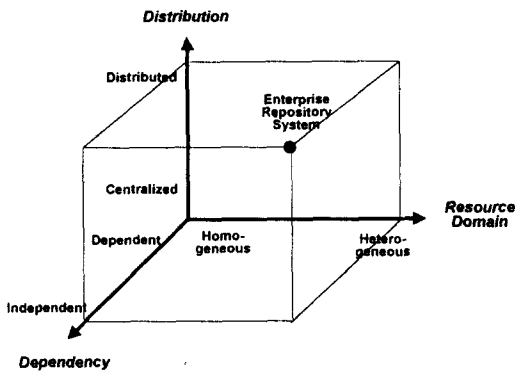 Distribution
Distributed
Enterprise
Repository
System
Centralized
Resource
Domain
Dependent
Homo-
geneous
Hetero-
geneous
Independent
Dependency